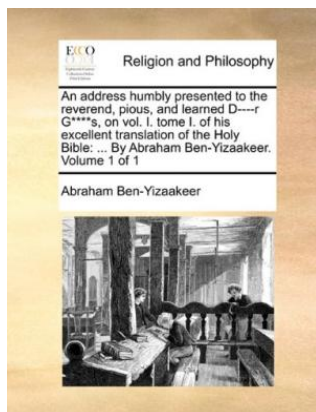 ECCO
Religion and Philosophy
An address humbly presented to the
reverend, pious, and learned D----r
G****s, on vol. I. tome I. of his
excellent translation of the Holy
Bible: ... By Abraham Ben-Yizaakeer.
Volume 1 of 1
Abraham Ben-Yizaakeer